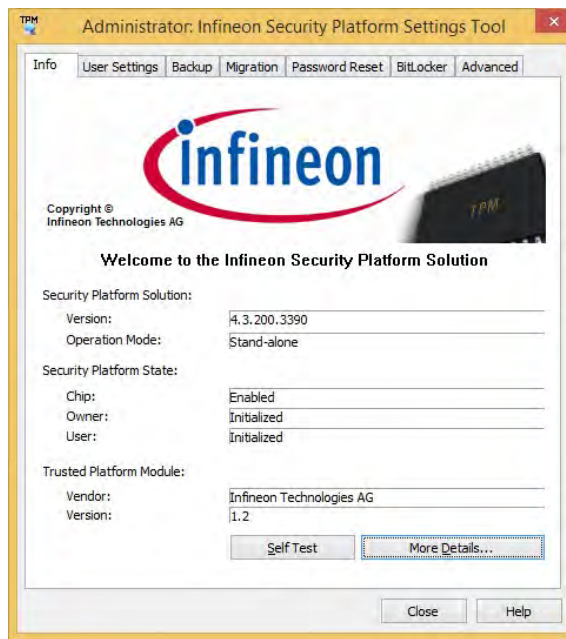 TPM
Administrator: Infineon Security Platform Settings Tool
Info User Settings Backup Migration Password Reset BitLocker Advanced
infineon
TPM
Copyright ©
Infineon Technologies AG
Welcome to the Infineon Security Platform Solution
Security Platform Solution:
Version: 4.3.200.3390
Operation Mode: Stand-alone
Security Platform State:
Chip: Enabled
Owner: Initialized
User: Initialized
Trusted Platform Module:
Vendor: Infineon Technologies AG
Version: 1.2
Self Test More Details...
Close Help